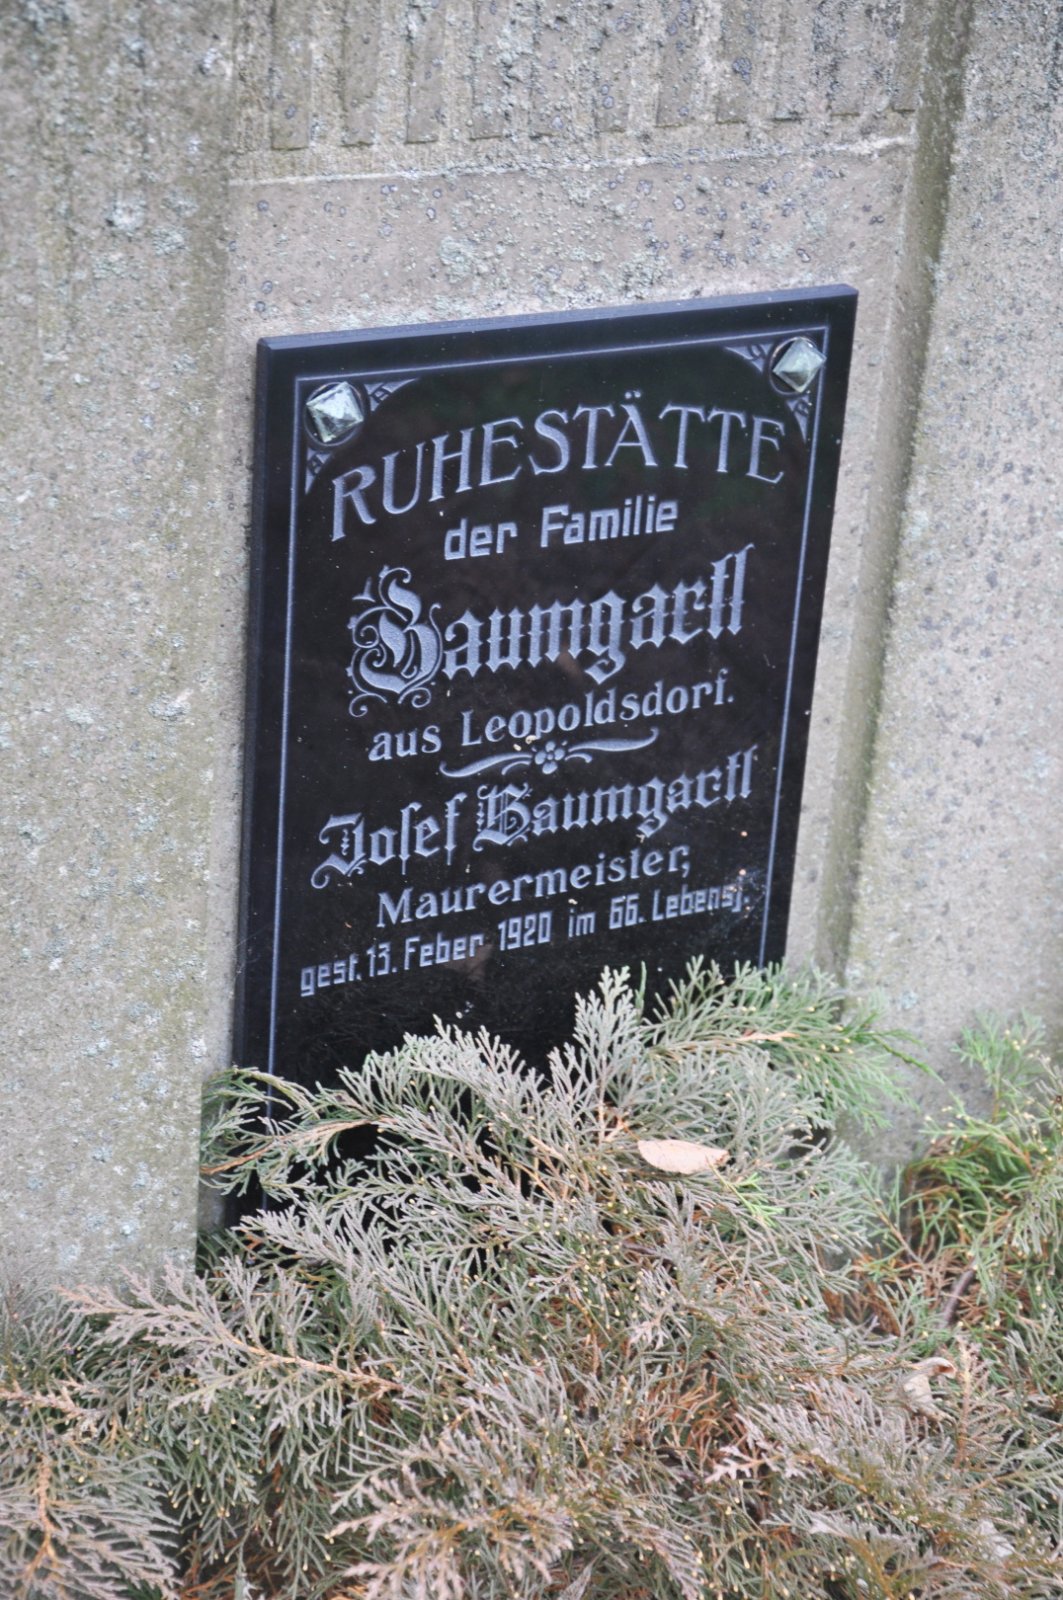 RUHESTÄTTE
der Familie
Baumgartl
aus Leopoldsdorf.
Josef Baumgartl
Maurermeister,
gest. 13. Feber 1920 im 66. Lebensj.